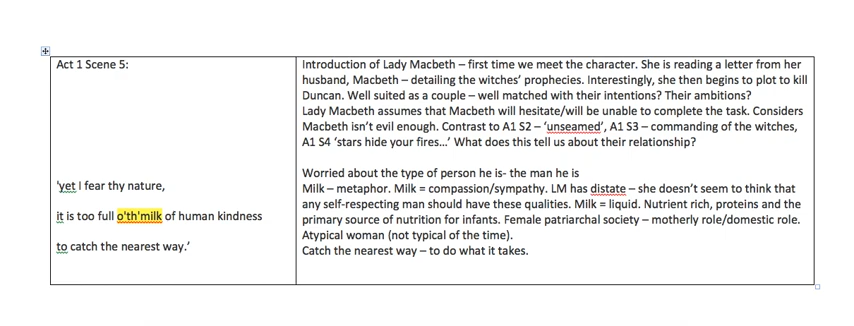 Act 1 Scene 5:
Introduction of Lady Macbeth – first time we meet the character. She is reading a letter from her
husband, Macbeth – detailing the witches’ prophecies. Interestingly, she then begins to plot to kill
Duncan. Well suited as a couple – well matched with their intentions? Their ambitions?
Lady Macbeth assumes that Macbeth will hesitate/will be unable to complete the task. Considers
Macbeth isn’t evil enough. Contrast to A1 S2 – ‘unseamed’, A1 S3 – commanding of the witches,
A1 S4 ‘stars hide your fires…’ What does this tell us about their relationship?
'yet I fear thy nature,
it is too full o'th'milk of human kindness
to catch the nearest way.’
Worried about the type of person he is- the man he is
Milk – metaphor. Milk = compassion/sympathy. LM has distate – she doesn’t seem to think that
any self-respecting man should have these qualities. Milk = liquid. Nutrient rich, proteins and the
primary source of nutrition for infants. Female patriarchal society – motherly role/domestic role.
Atypical woman (not typical of the time).
Catch the nearest way – to do what it takes.